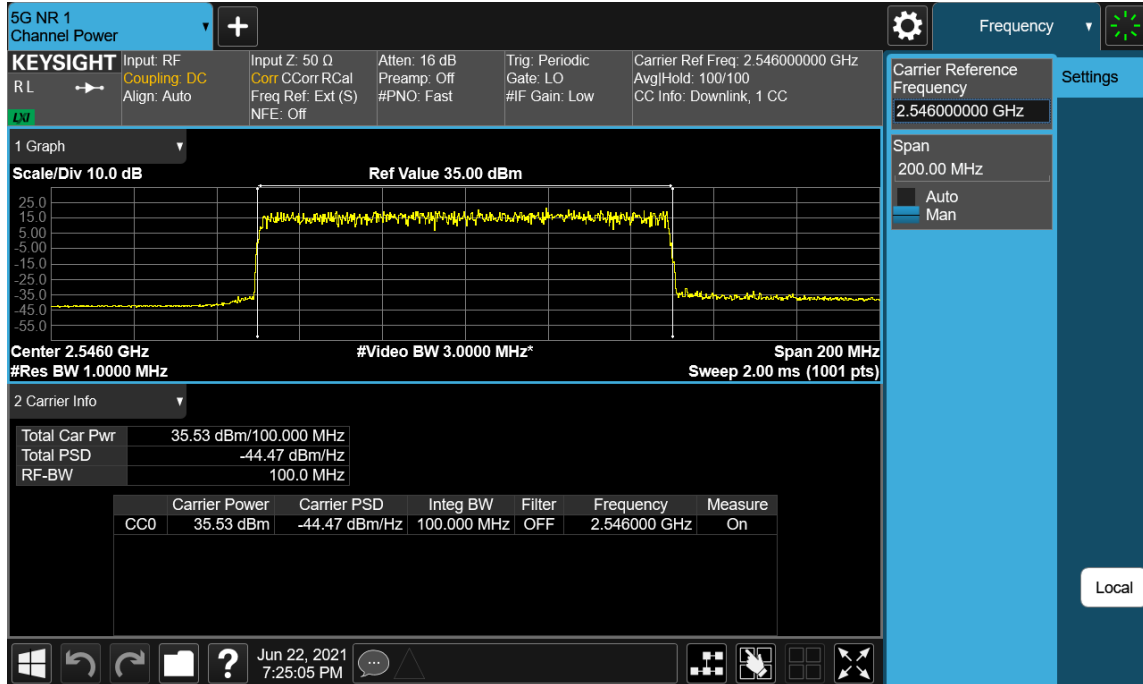 5G NR 1
Channel Power
+
Frequency
KEYSIGHT
R L
LXI
Input: RF
Coupling: DC
Align: Auto
Input Z: 50 Ω
Corr CCorr RCal
Freq Ref: Ext (S)
NFE: Off
Atten: 16 dB
Preamp: Off
#PNO: Fast
Trig: Periodic
Gate: LO
#IF Gain: Low
Carrier Ref Freq: 2.546000000 GHz
Avg|Hold: 100/100
CC Info: Downlink, 1 CC
Carrier Reference
Frequency
2.546000000 GHz
Settings
Span
200.00 MHz
Auto
Man
1 Graph
Scale/Div 10.0 dB
Ref Value 35.00 dBm
25.0
15.0
5.00
-5.00
-15.0
-25.0
-35.0
-45.0
-55.0
Center 2.5460 GHz
#Video BW 3.0000 MHz*
Span 200 MHz
#Res BW 1.0000 MHz
Sweep 2.00 ms (1001 pts)
2 Carrier Info
Total Car Pwr 35.53 dBm/100.000 MHz
Total PSD -44.47 dBm/Hz
RF-BW 100.0 MHz
Carrier Power Carrier PSD Integ BW Filter Frequency Measure
CC0 35.53 dBm -44.47 dBm/Hz 100.000 MHz OFF 2.546000 GHz On
Local
?
Jun 22, 2021
7:25:05 PM